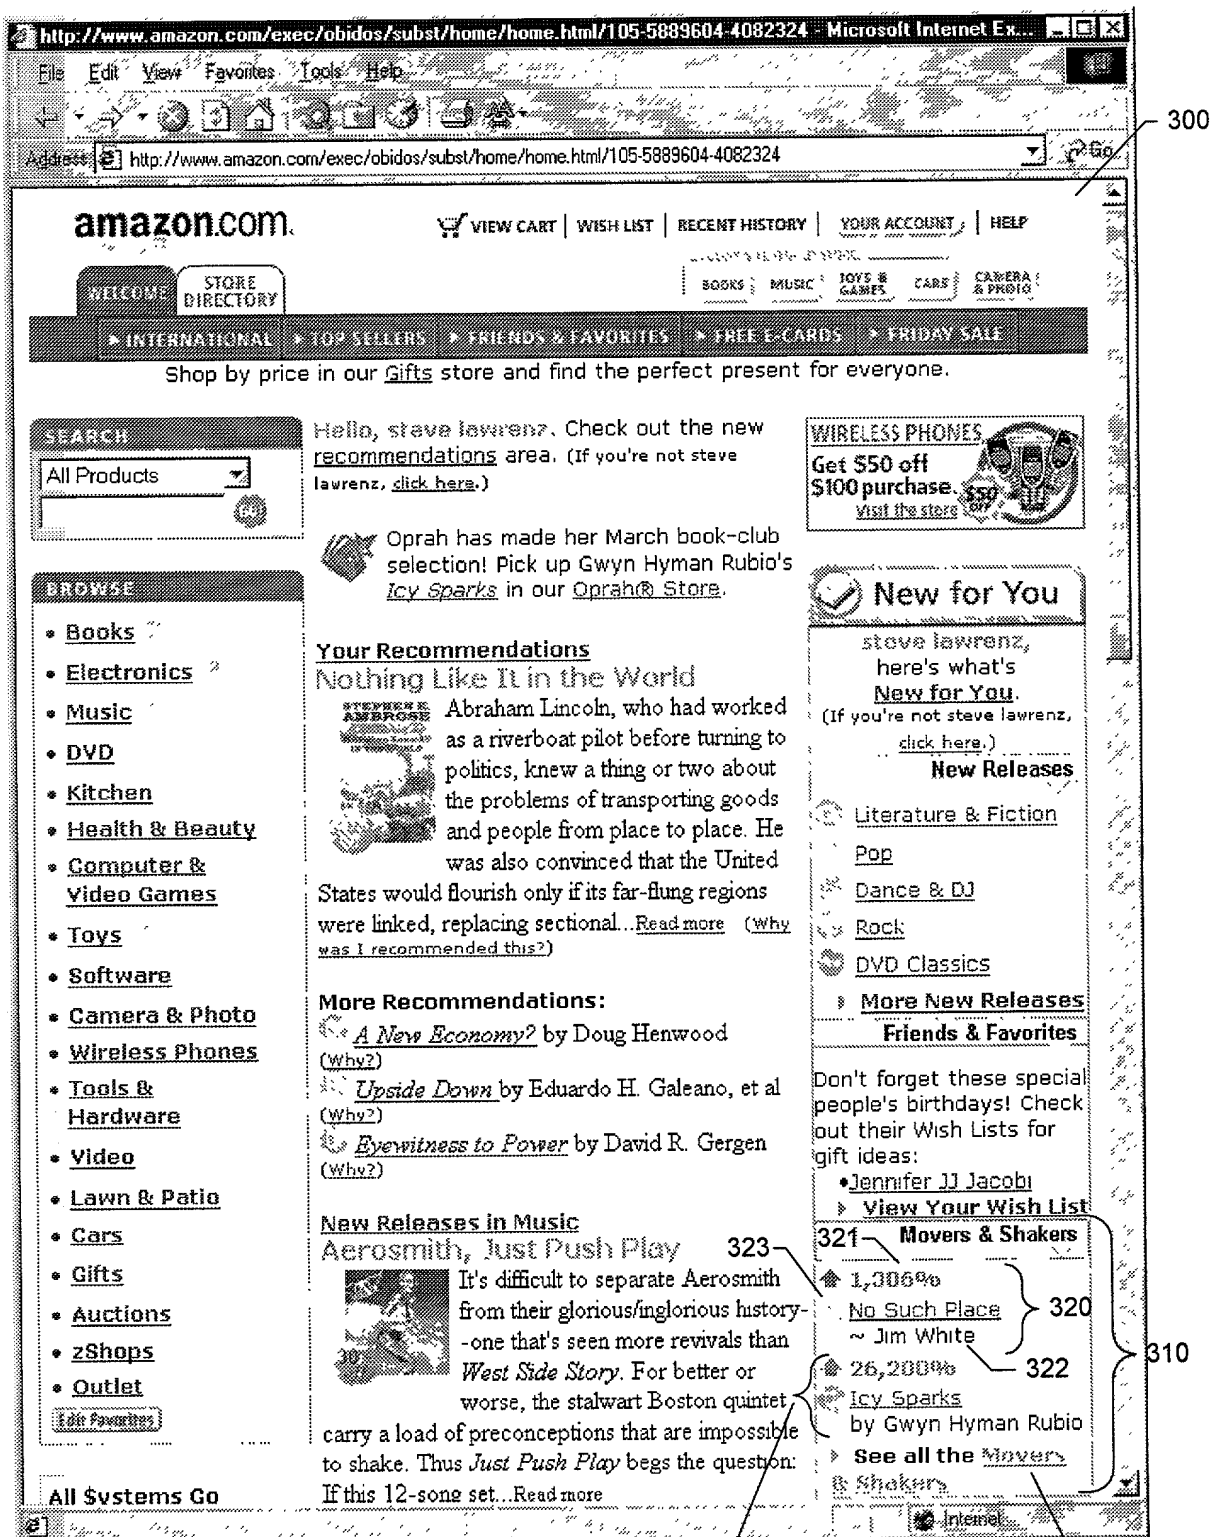 http://www.amazon.com/exec/obidos/subst/home/home.html/105-5889604-4082324 - Microsoft Internet Ex...
File Edit View Favorites Tools Help
Address http://www.amazon.com/exec/obidos/subst/home/home.html/105-5889604-4082324 Go
300
amazon.com.
VIEW CART | WISH LIST | RECENT HISTORY | YOUR ACCOUNT | HELP
WELCOME
STORE DIRECTORY
BOOKS MUSIC TOYS & GAMES CARS CAMERA & PHOTO
INTERNATIONAL TOP SELLERS FRIENDS & FAVORITES FREE E-CARDS FRIDAY SALE
Shop by price in our Gifts store and find the perfect present for everyone.
SEARCH
All Products
GO
BROWSE
• Books
• Electronics
• Music
• DVD
• Kitchen
• Health & Beauty
• Computer &
Video Games
• Toys
• Software
• Camera & Photo
• Wireless Phones
• Tools &
Hardware
• Video
• Lawn & Patio
• Cars
• Gifts
• Auctions
• zShops
• Outlet
Edit Favorites
All Systems Go
Hello, steve lawrenz. Check out the new
recommendations area. (If you're not steve
lawrenz, click here.)
Oprah has made her March book-club
selection! Pick up Gwyn Hyman Rubio's
Icy Sparks in our Oprah® Store.
Your Recommendations
Nothing Like It in the World
STEPHEN E.
AMBROSE
Abraham Lincoln, who had worked
as a riverboat pilot before turning to
politics, knew a thing or two about
the problems of transporting goods
and people from place to place. He
was also convinced that the United
States would flourish only if its far-flung regions
were linked, replacing sectional...Read more (Why
was I recommended this?)
More Recommendations:
A New Economy? by Doug Henwood
(Why?)
Upside Down by Eduardo H. Galeano, et al
(Why?)
Eyewitness to Power by David R. Gergen
(Why?)
New Releases in Music
Aerosmith, Just Push Play
It's difficult to separate Aerosmith
from their glorious/inglorious history-
-one that's seen more revivals than
West Side Story. For better or
worse, the stalwart Boston quintet
carry a load of preconceptions that are impossible
to shake. Thus Just Push Play begs the question:
If this 12-song set...Read more
WIRELESS PHONES
Get $50 off
$100 purchase.
Visit the store
$50 OFF
New for You
steve lawrenz,
here's what's
New for You.
(If you're not steve lawrenz,
click here.)
New Releases
Literature & Fiction
Pop
Dance & DJ
Rock
DVD Classics
More New Releases
Friends & Favorites
Don't forget these special
people's birthdays! Check
out their Wish Lists for
gift ideas:
•Jennifer JJ Jacobi
View Your Wish List
323 321 Movers & Shakers
1,306%
No Such Place
~ Jim White
320
322
310
26,200%
Icy Sparks
by Gwyn Hyman Rubio
See all the Movers
& Shakers
Internet